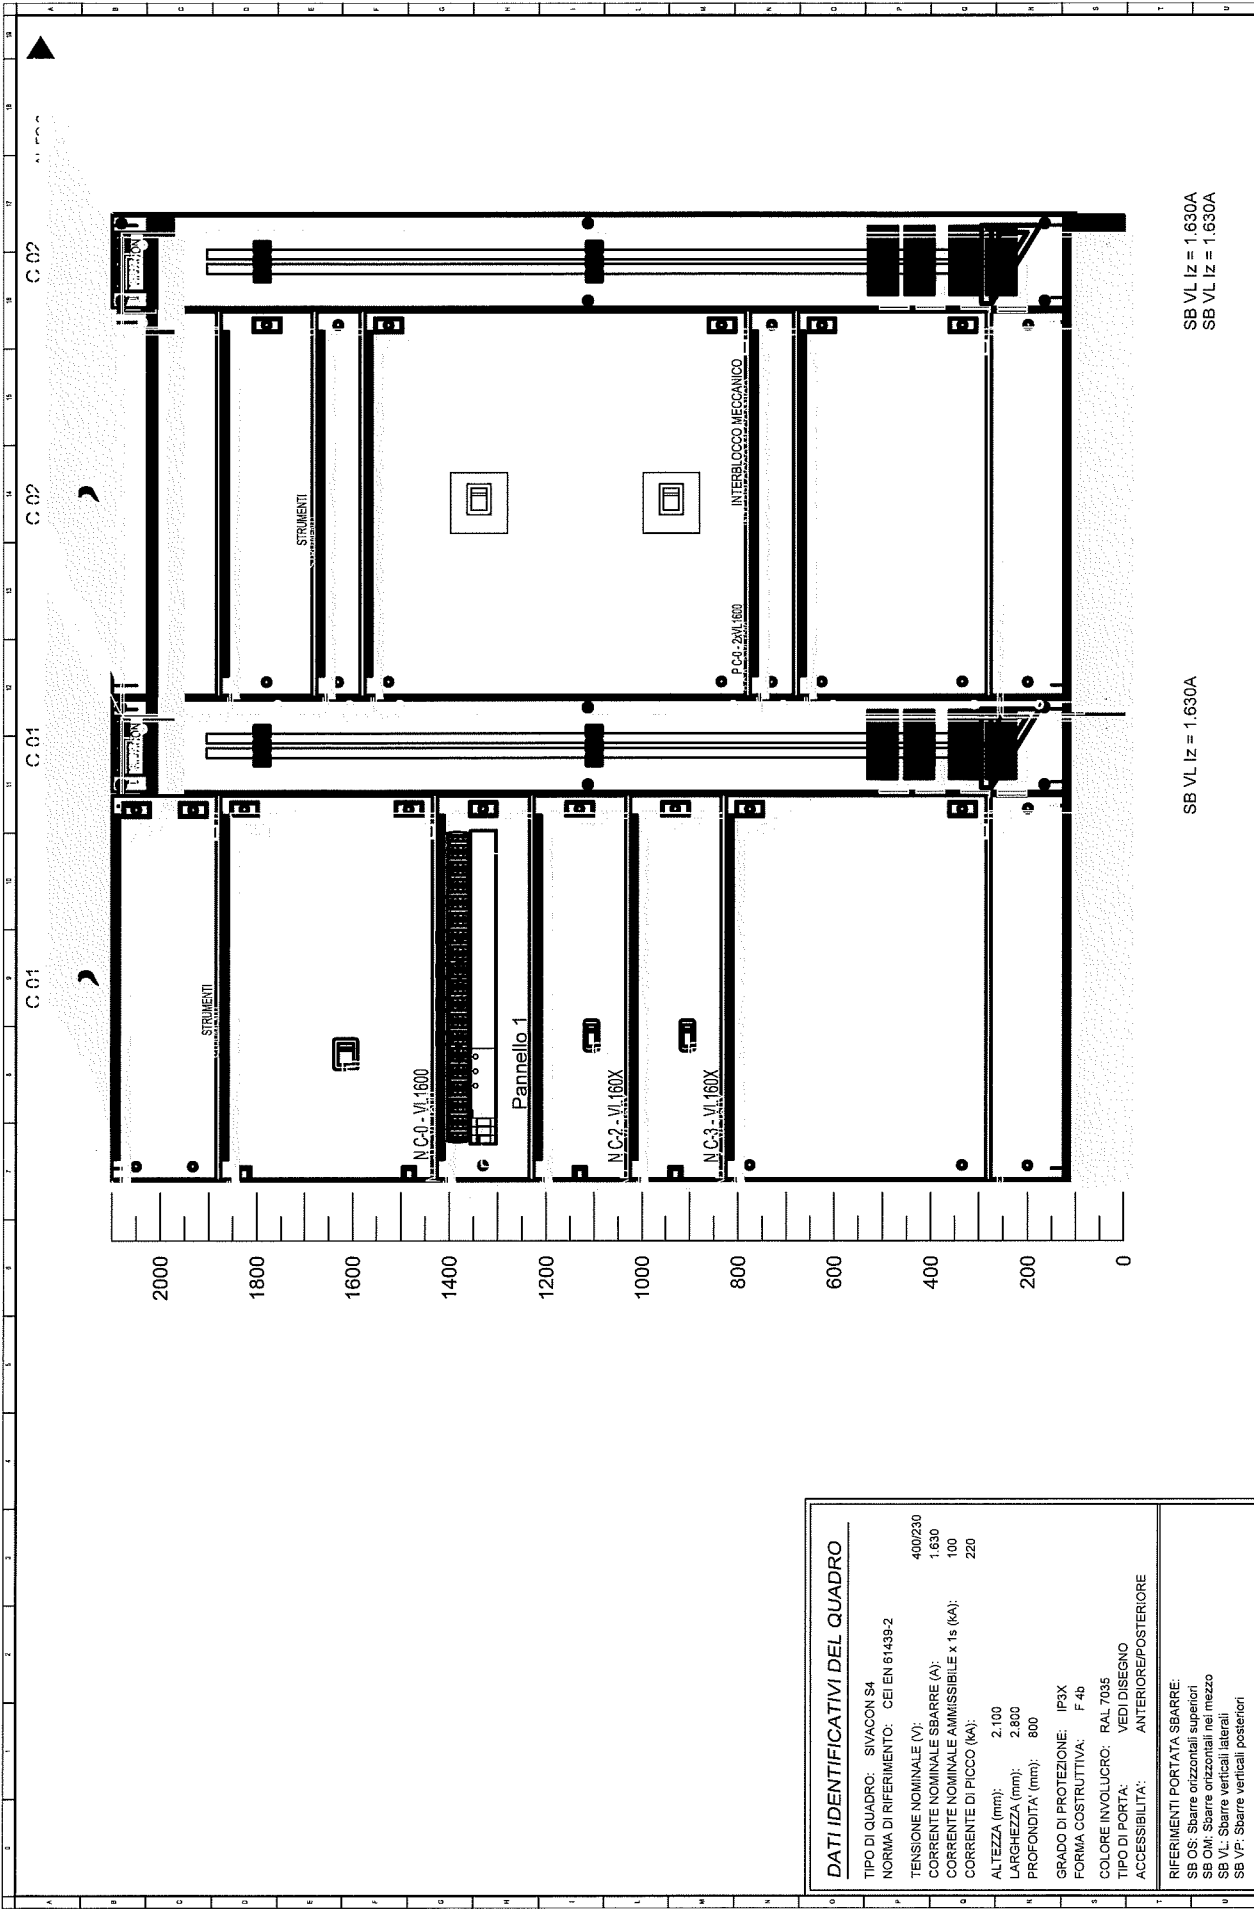 C 01
C 01
C 02
C 02
STRUMENTI
N C-0 - VL1600
Pannello 1
N C-2 - VL160X
N C-3 - VL160X
STRUMENTI
P C-0 - 2xVL1600
INTERBLOCCO MECCANICO
2000
1800
1600
1400
1200
1000
800
600
400
200
0
SB VL Iz = 1.630A
SB VL Iz = 1.630A
SB VL Iz = 1.630A
DATI IDENTIFICATIVI DEL QUADRO
TIPO DI QUADRO: SIVACON S4
NORMA DI RIFERIMENTO: CEI EN 61439-2
TENSIONE NOMINALE (V): 400/230
CORRENTE NOMINALE SBARRE (A): 1.630
CORRENTE NOMINALE AMMISSIBILE x 1s (kA): 100
CORRENTE DI PICCO (kA): 220
ALTEZZA (mm): 2.100
LARGHEZZA (mm): 2.800
PROFONDITA' (mm): 800
GRADO DI PROTEZIONE: IP3X
FORMA COSTRUTTIVA: F 4b
COLORE INVOLUCRO: RAL 7035
TIPO DI PORTA: VEDI DISEGNO
ACCESSIBILITA': ANTERIORE/POSTERIORE
RIFERIMENTI PORTATA SBARRE:
SB OS: Sbarre orizzontali superiori
SB OM: Sbarre orizzontali nel mezzo
SB VL: Sbarre verticali laterali
SB VP: Sbarre verticali posteriori